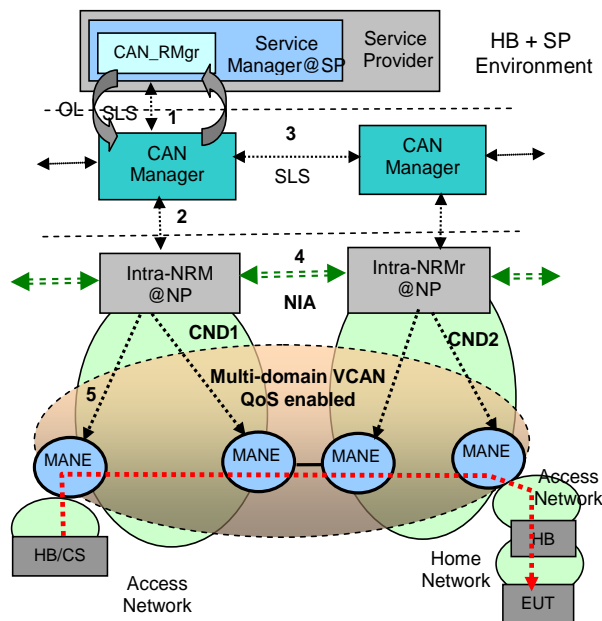 CAN_RMgr
Service
Manager@SP
Service
Provider
HB + SP
Environment
OL
SLS
1
CAN
Manager
3
SLS
CAN
Manager
2
4
Intra-NRM
@NP
NIA
Intra-NRMr
@NP
CND1
CND2
Multi-domain VCAN
QoS enabled
5
MANE
MANE
MANE
MANE
Access
Network
HB/CS
HB
Access
Network
Home
Network
EUT